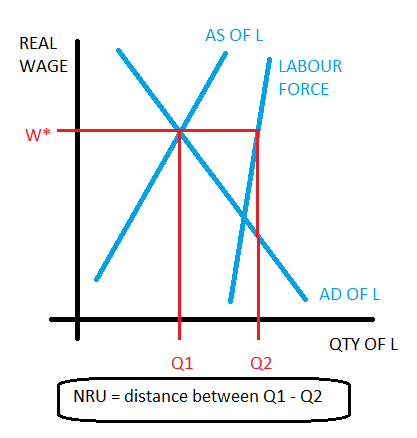 REAL
WAGE
AS OF L
LABOUR
FORCE
W*
AD OF L
QTY OF L
Q1
Q2
NRU = distance between Q1 - Q2